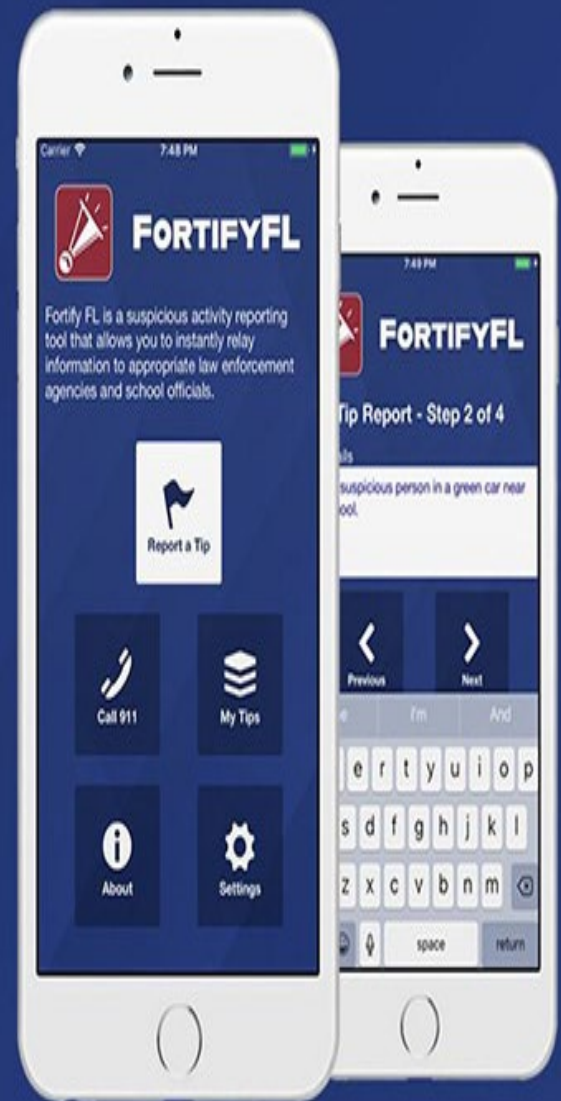 Carrier 7:48 PM
FORTIFYFL
Fortify FL is a suspicious activity reporting
tool that allows you to instantly relay
information to appropriate law enforcement
agencies and school officials.
Report a Tip
Call 911
My Tips
About
Settings
7:49 PM
FORTIFYFL
Tip Report - Step 2 of 4
suspicious person in a green car near
Previous
Next
I'm
And
e r t y u i o p
s d f g h j k l
z x c v b n m
space
return